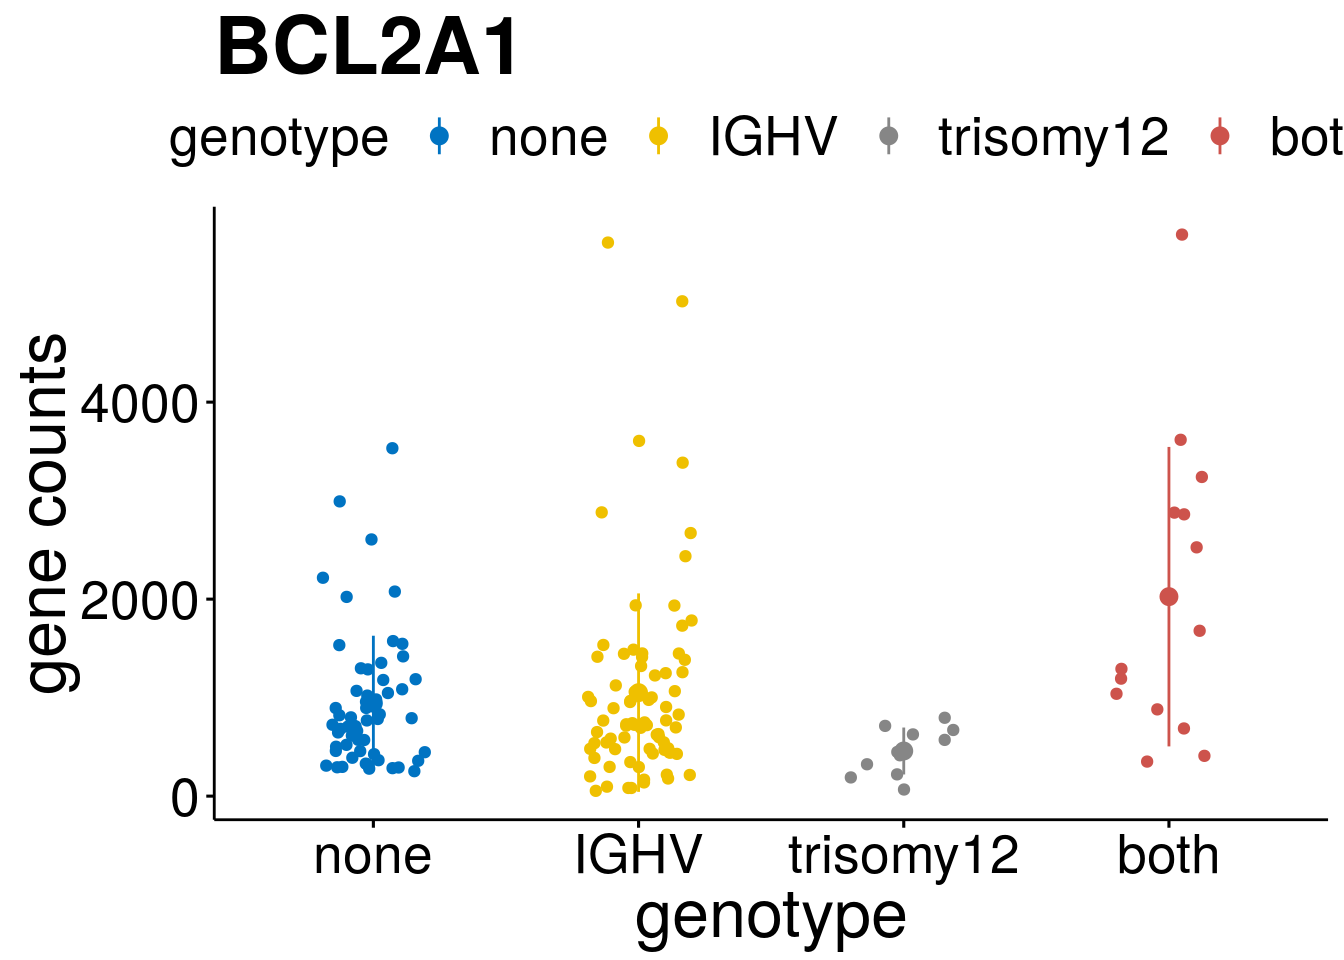 BCL2A1
genotype none IGHV trisomy12 bot
gene counts
4000
2000
0
none IGHV trisomy12 both
genotype